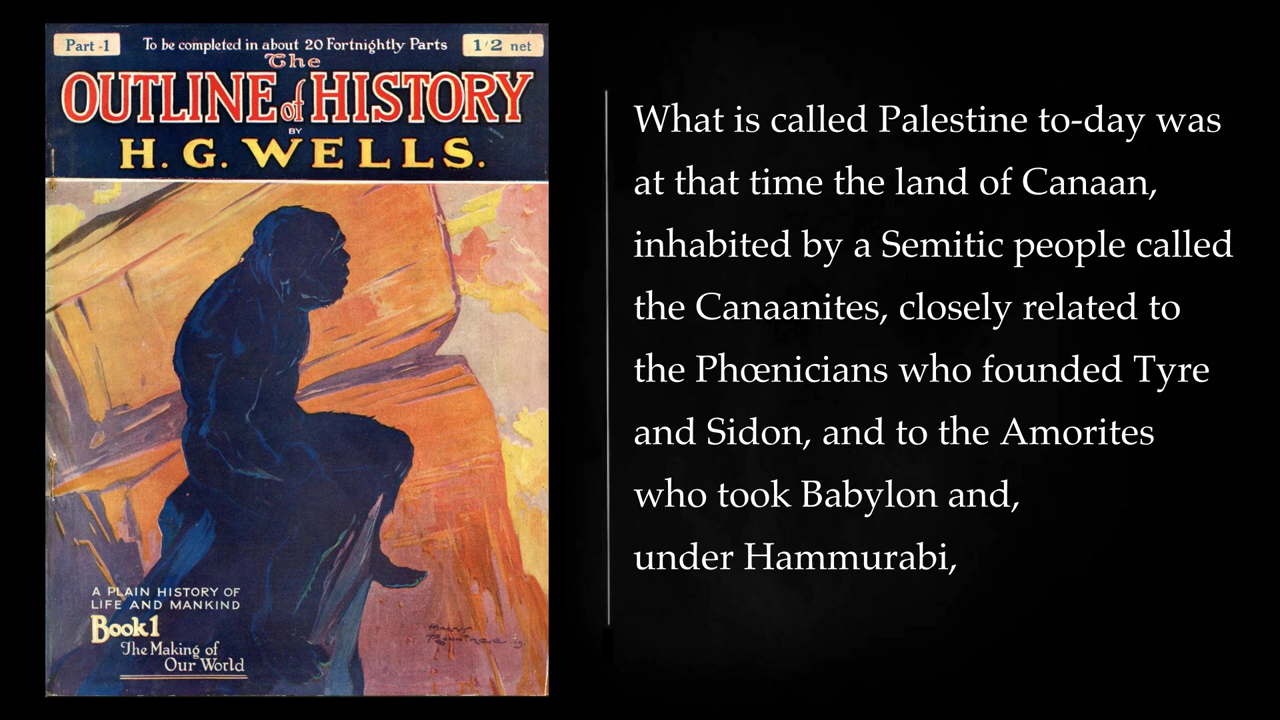 Part -1
To be completed in about 20 Fortnightly Parts
1/2 net
The
OUTLINE of HISTORY
BY
H. G. WELLS.
A PLAIN HISTORY OF
LIFE AND MANKIND
Book 1
The Making of
Our World
What is called Palestine to-day was
at that time the land of Canaan,
inhabited by a Semitic people called
the Canaanites, closely related to
the Phœnicians who founded Tyre
and Sidon, and to the Amorites
who took Babylon and,
under Hammurabi,